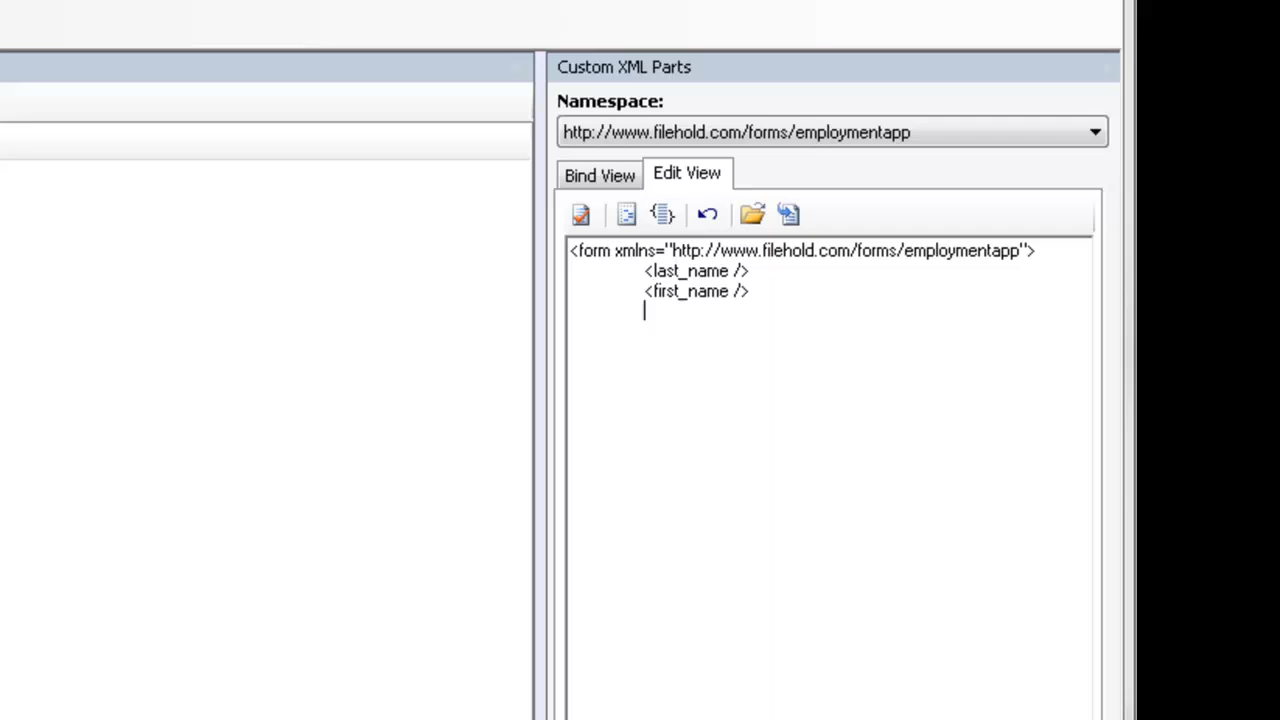 Custom XML Parts
Namespace:
http://www.filehold.com/forms/employmentapp
Bind View
Edit View
<form xmlns="http://www.filehold.com/forms/employmentapp">
<last_name />
<first_name />